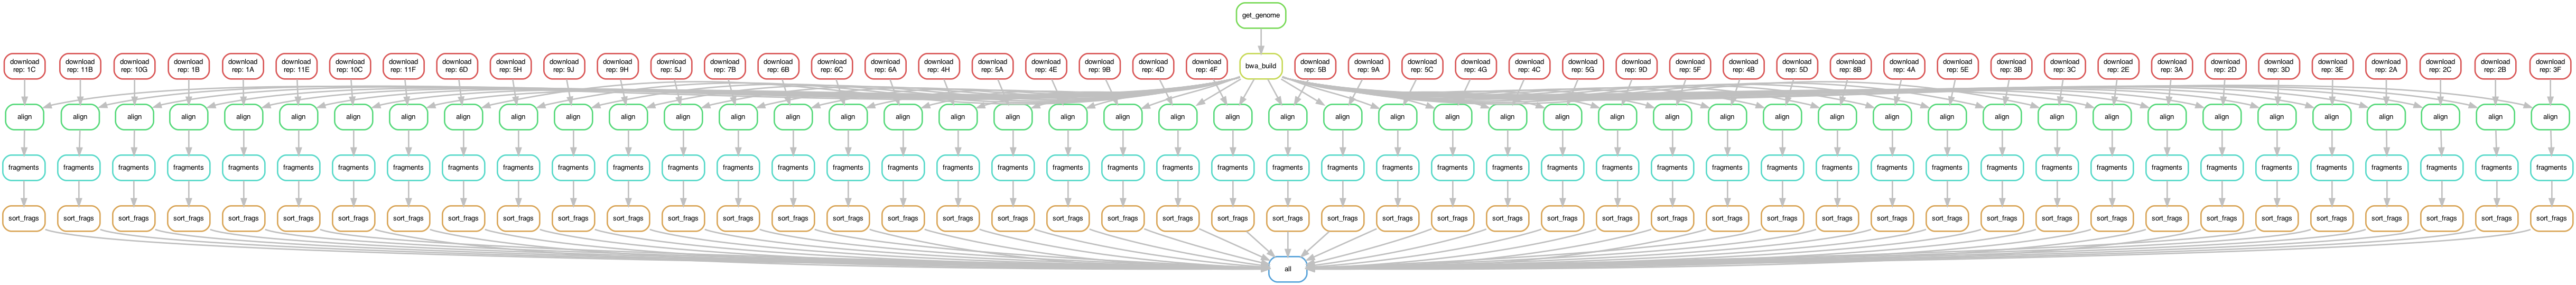 get_genome
download download download download download download download download download download download download download download download download download download download download download download download bwa_build download download download download download download download download download download download download download download download download download download download download download download download download
rep: 1C rep: 11B rep: 10G rep: 1B rep: 1A rep: 11E rep: 10C rep: 11F rep: 6D rep: 5H rep: 9J rep: 9H rep: 5J rep: 7B rep: 6B rep: 6C rep: 6A rep: 4H rep: 5A rep: 4E rep: 9B rep: 4D rep: 4F rep: 5B rep: 9A rep: 5C rep: 4G rep: 4C rep: 5G rep: 9D rep: 5F rep: 4B rep: 5D rep: 8B rep: 4A rep: 5E rep: 3B rep: 3C rep: 2E rep: 3A rep: 2D rep: 3D rep: 3E rep: 2A rep: 2C rep: 2B rep: 3F
align align align align align align align align align align align align align align align align align align align align align align align align align align align align align align align align align align align align align align align align align align align align align align align
fragments fragments fragments fragments fragments fragments fragments fragments fragments fragments fragments fragments fragments fragments fragments fragments fragments fragments fragments fragments fragments fragments fragments fragments fragments fragments fragments fragments fragments fragments fragments fragments fragments fragments fragments fragments fragments fragments fragments fragments fragments fragments fragments fragments fragments fragments fragments
sort_frags sort_frags sort_frags sort_frags sort_frags sort_frags sort_frags sort_frags sort_frags sort_frags sort_frags sort_frags sort_frags sort_frags sort_frags sort_frags sort_frags sort_frags sort_frags sort_frags sort_frags sort_frags sort_frags sort_frags sort_frags sort_frags sort_frags sort_frags sort_frags sort_frags sort_frags sort_frags sort_frags sort_frags sort_frags sort_frags sort_frags sort_frags sort_frags sort_frags sort_frags sort_frags sort_frags sort_frags sort_frags sort_frags sort_frags
all